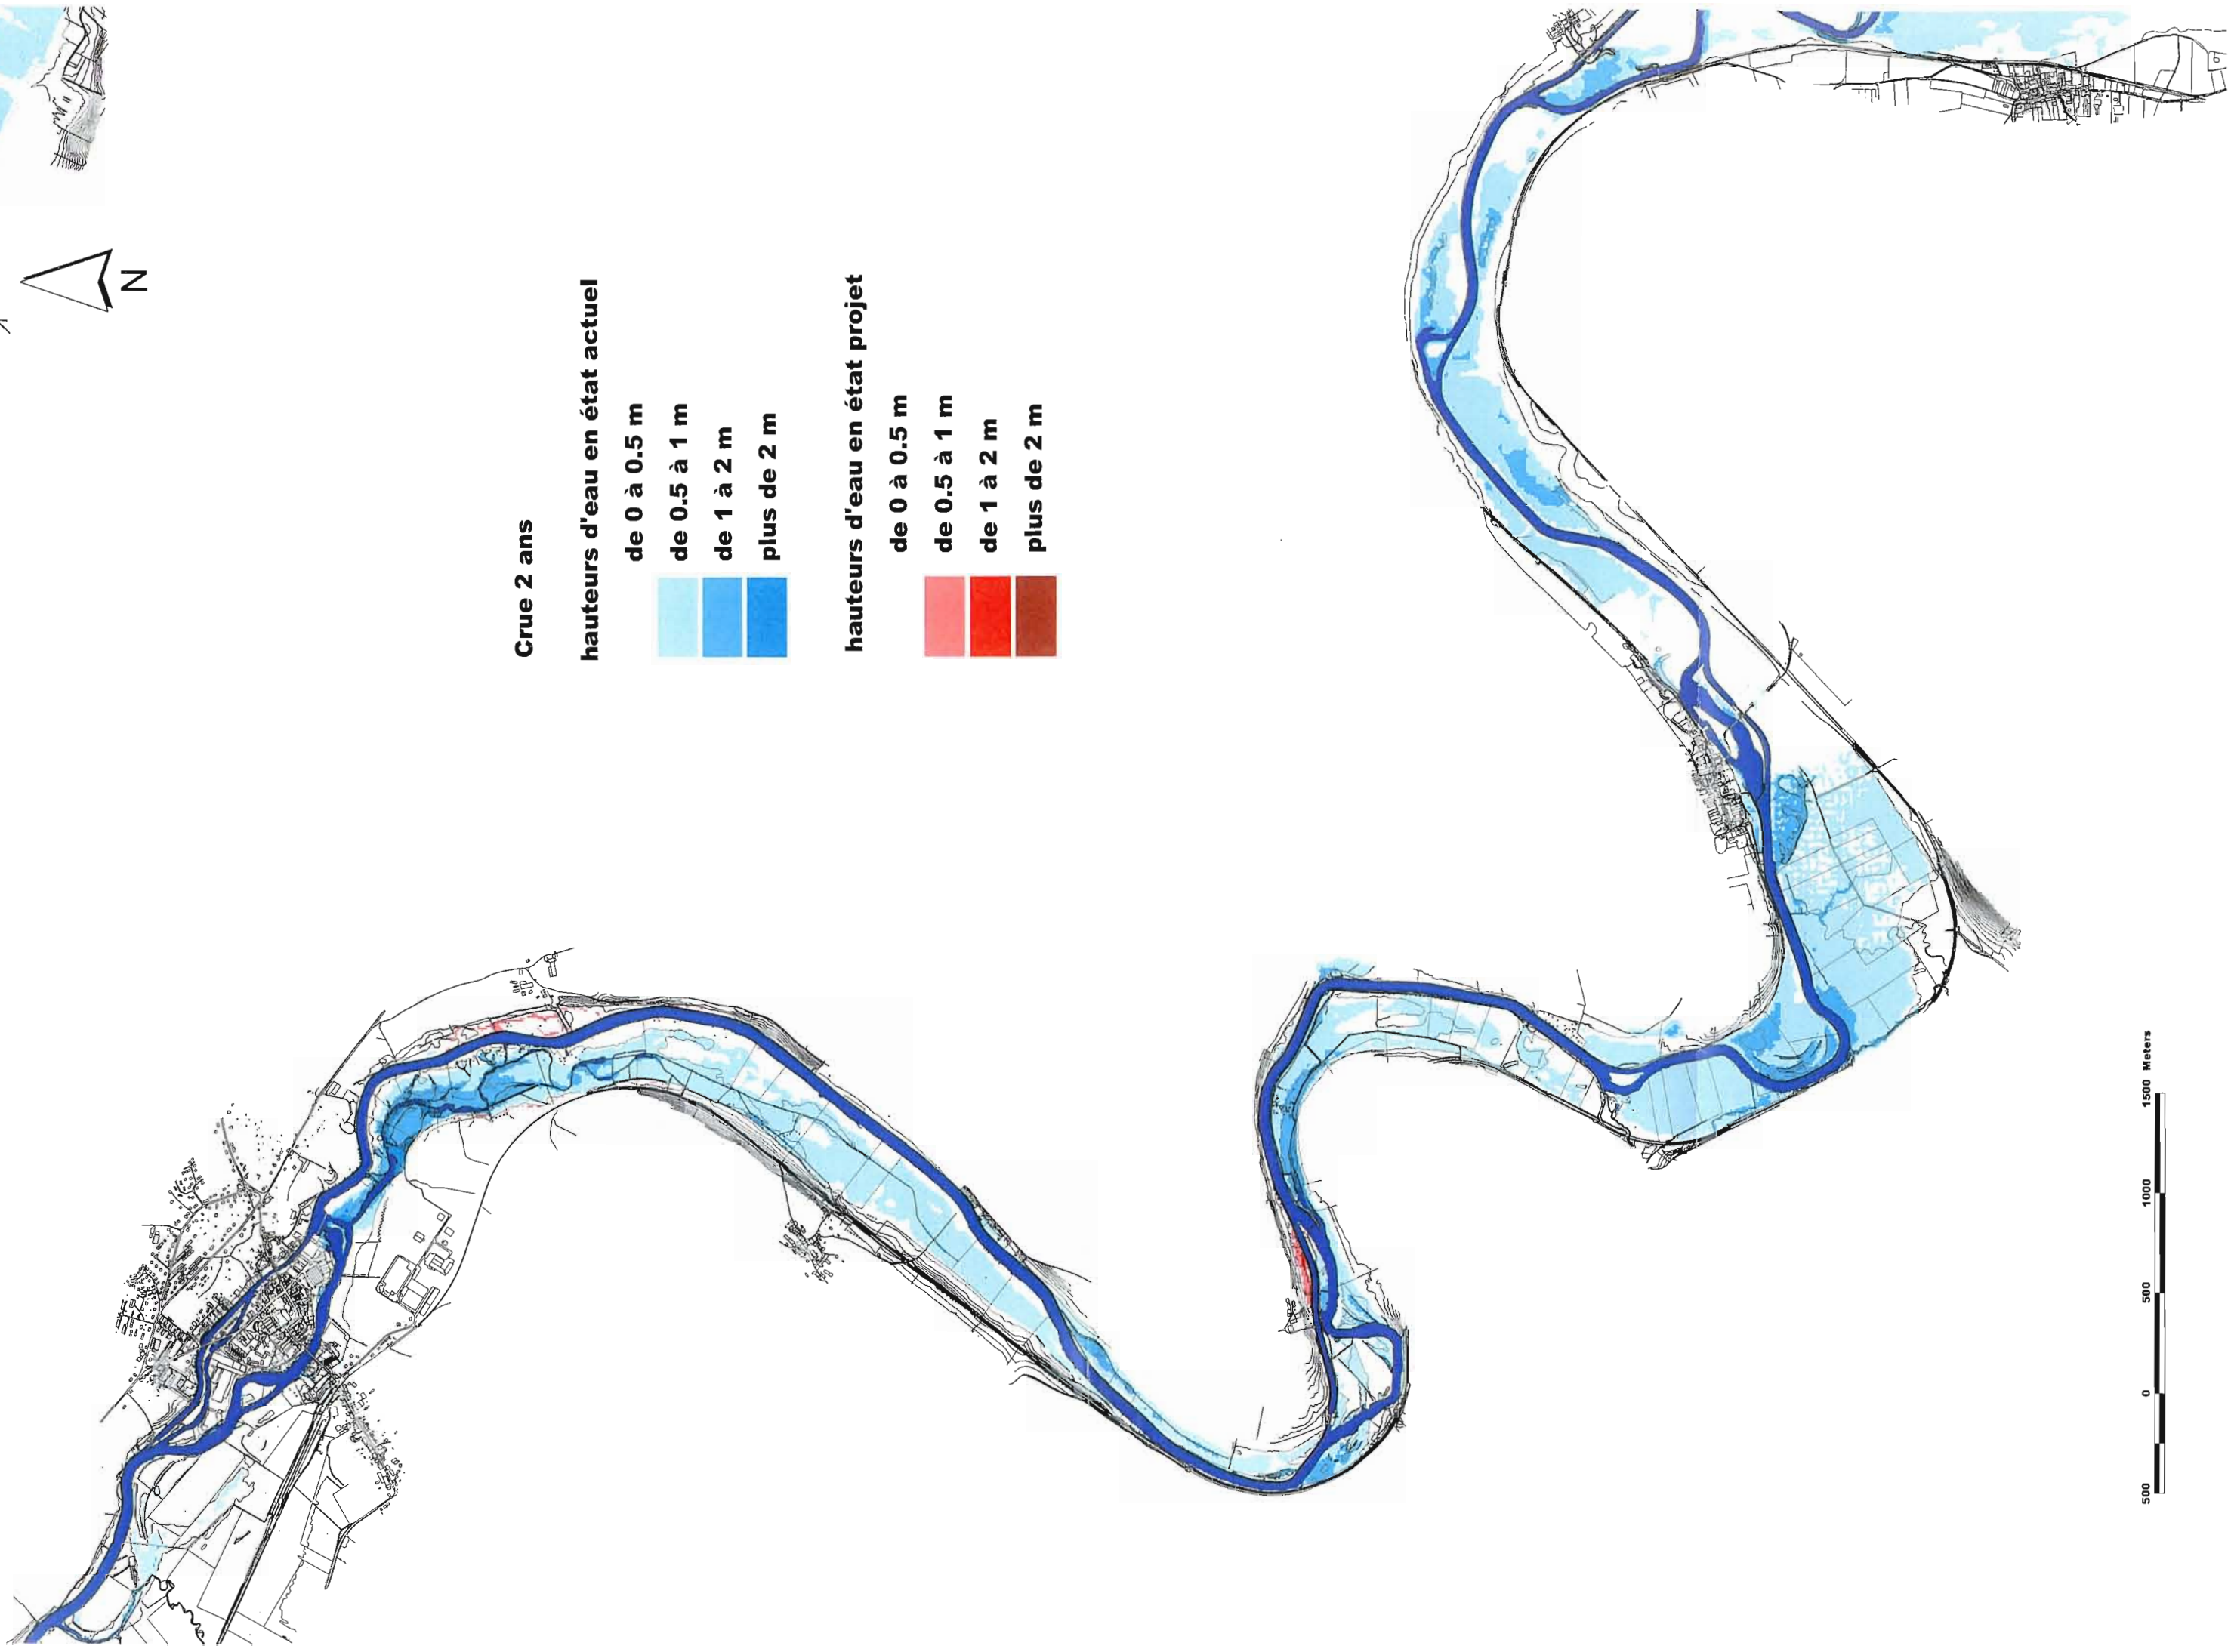 N
Crue 2 ans
hauteurs d'eau en état actuel
de 0 à 0.5 m
de 0.5 à 1 m
de 1 à 2 m
plus de 2 m
hauteurs d'eau en état projet
de 0 à 0.5 m
de 0.5 à 1 m
de 1 à 2 m
plus de 2 m
500 0 500 1000 1500 Meters